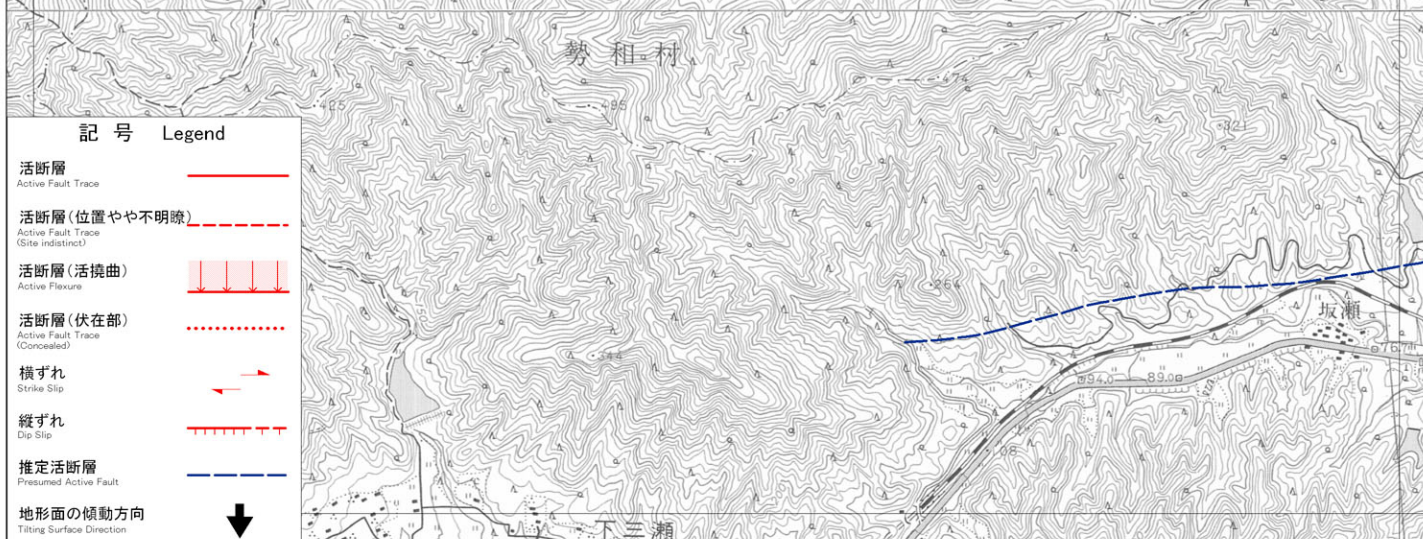 勢和村
474
425
495
321
記号 Legend
活断層
Active Fault Trace
活断層(位置やや不明瞭)
Active Fault Trace
(Site indistinct)
活断層(活撓曲)
Active Flexure
264
活断層(伏在部)
Active Fault Trace
(Concealed)
坂瀬
344
横ずれ
Strike Slip
94.0
89.0
縦ずれ
Dip Slip
推定活断層
Presumed Active Fault
地形面の傾動方向
Tilting Surface Direction
下三瀬